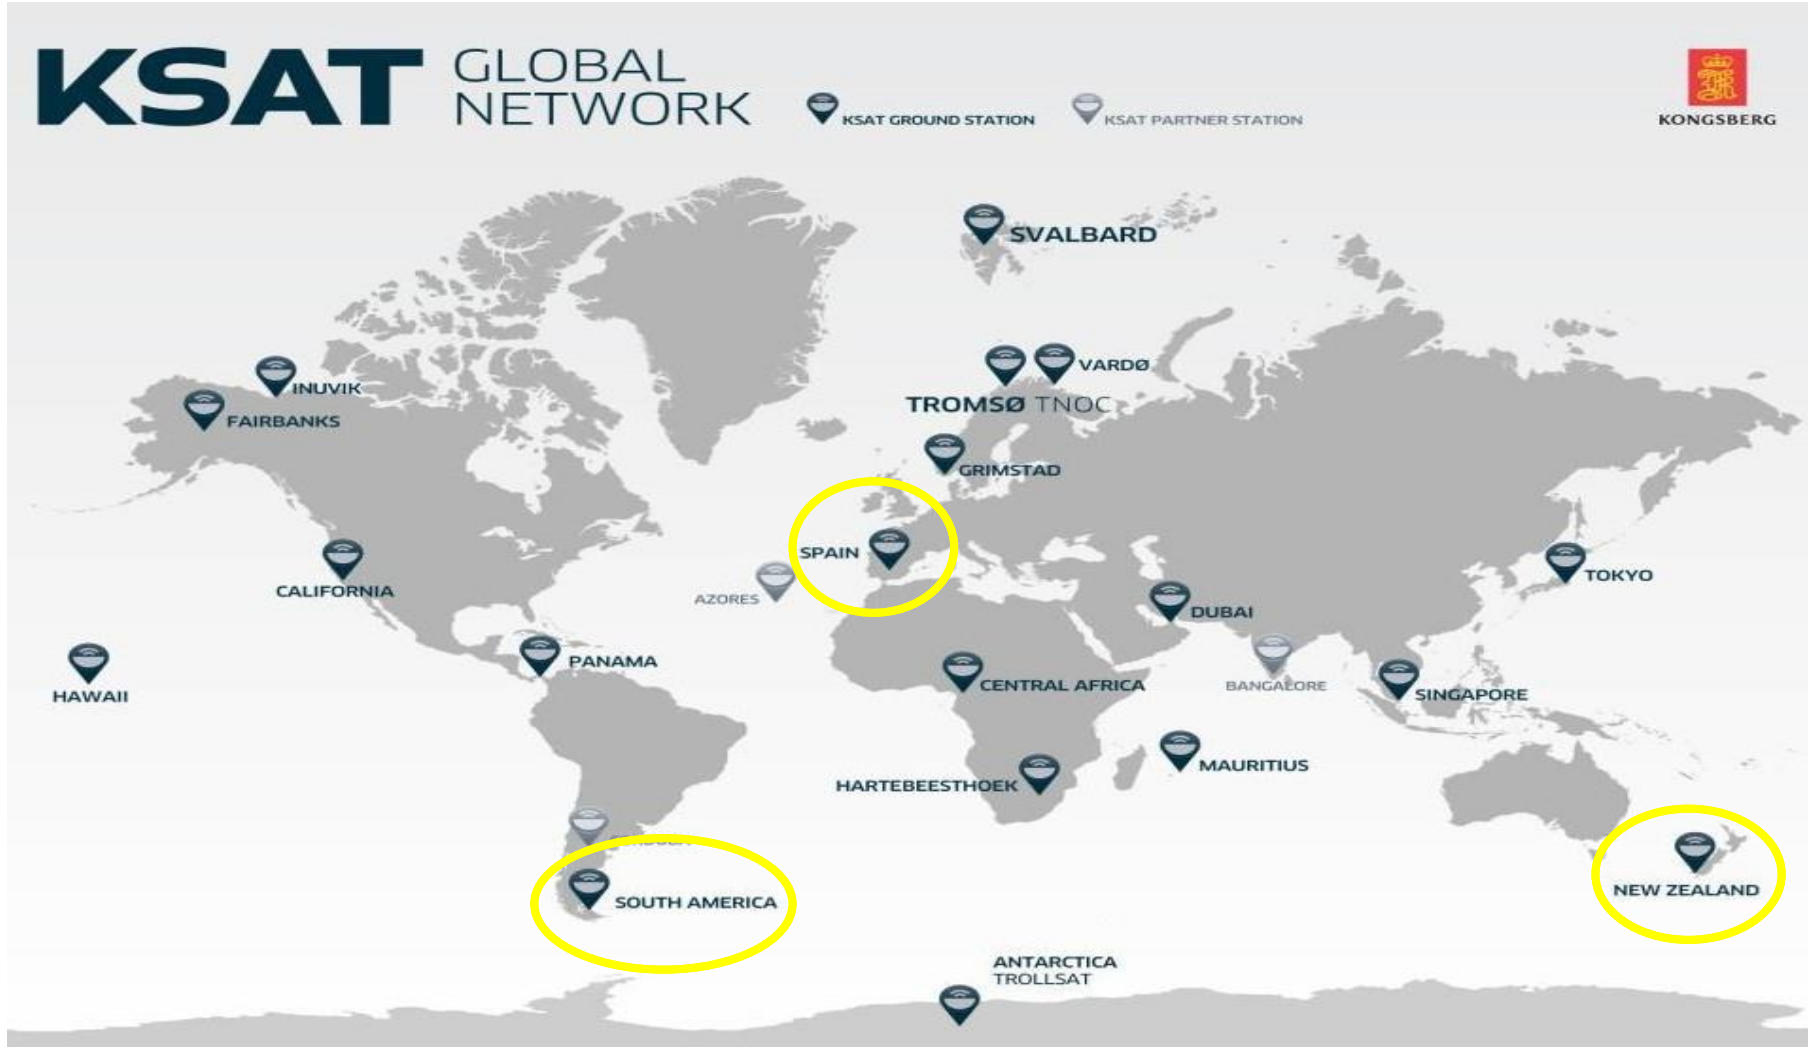 KSAT GLOBAL
NETWORK
KSAT GROUND STATION
KSAT PARTNER STATION
KONGSBERG
SVALBARD
INUVIK
FAIRBANKS
VARDØ
TROMSØ TNOC
GRIMSTAD
SPAIN
CALIFORNIA
AZORES
TOKYO
DUBAI
HAWAII
PANAMA
CENTRAL AFRICA
BANGALORE
SINGAPORE
MAURITIUS
HARTEBEESTHOEK
SOUTH AMERICA
NEW ZEALAND
ANTARCTICA
TROLLSAT